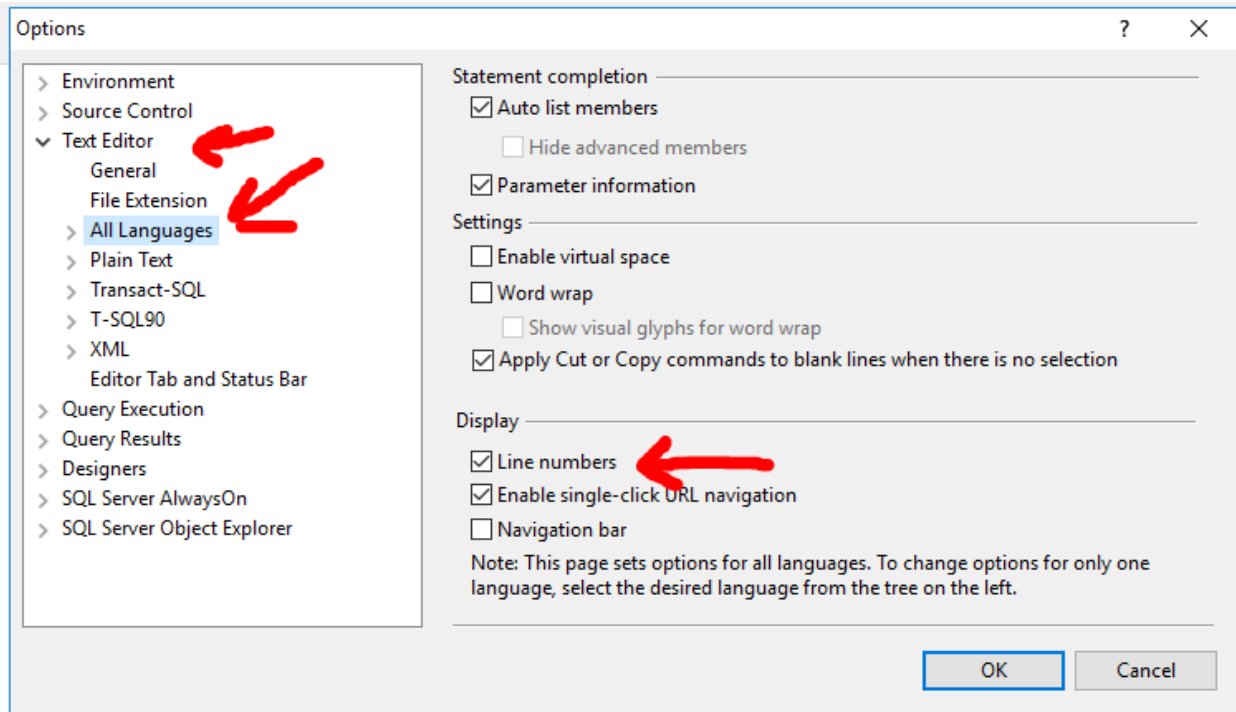 Options
?
Environment
Source Control
Text Editor
General
File Extension
All Languages
Plain Text
Transact-SQL
T-SQL90
XML
Editor Tab and Status Bar
Query Execution
Query Results
Designers
SQL Server AlwaysOn
SQL Server Object Explorer
Statement completion
Auto list members
Hide advanced members
Parameter information
Settings
Enable virtual space
Word wrap
Show visual glyphs for word wrap
Apply Cut or Copy commands to blank lines when there is no selection
Display
Line numbers
Enable single-click URL navigation
Navigation bar
Note: This page sets options for all languages. To change options for only one
language, select the desired language from the tree on the left.
OK
Cancel